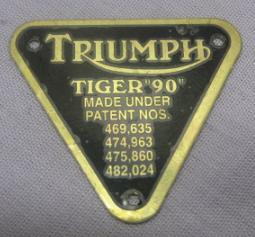 TRIUMPH
TIGER "90"
MADE UNDER
PATENT NOS.
469,635
474,963
475,860
482,024